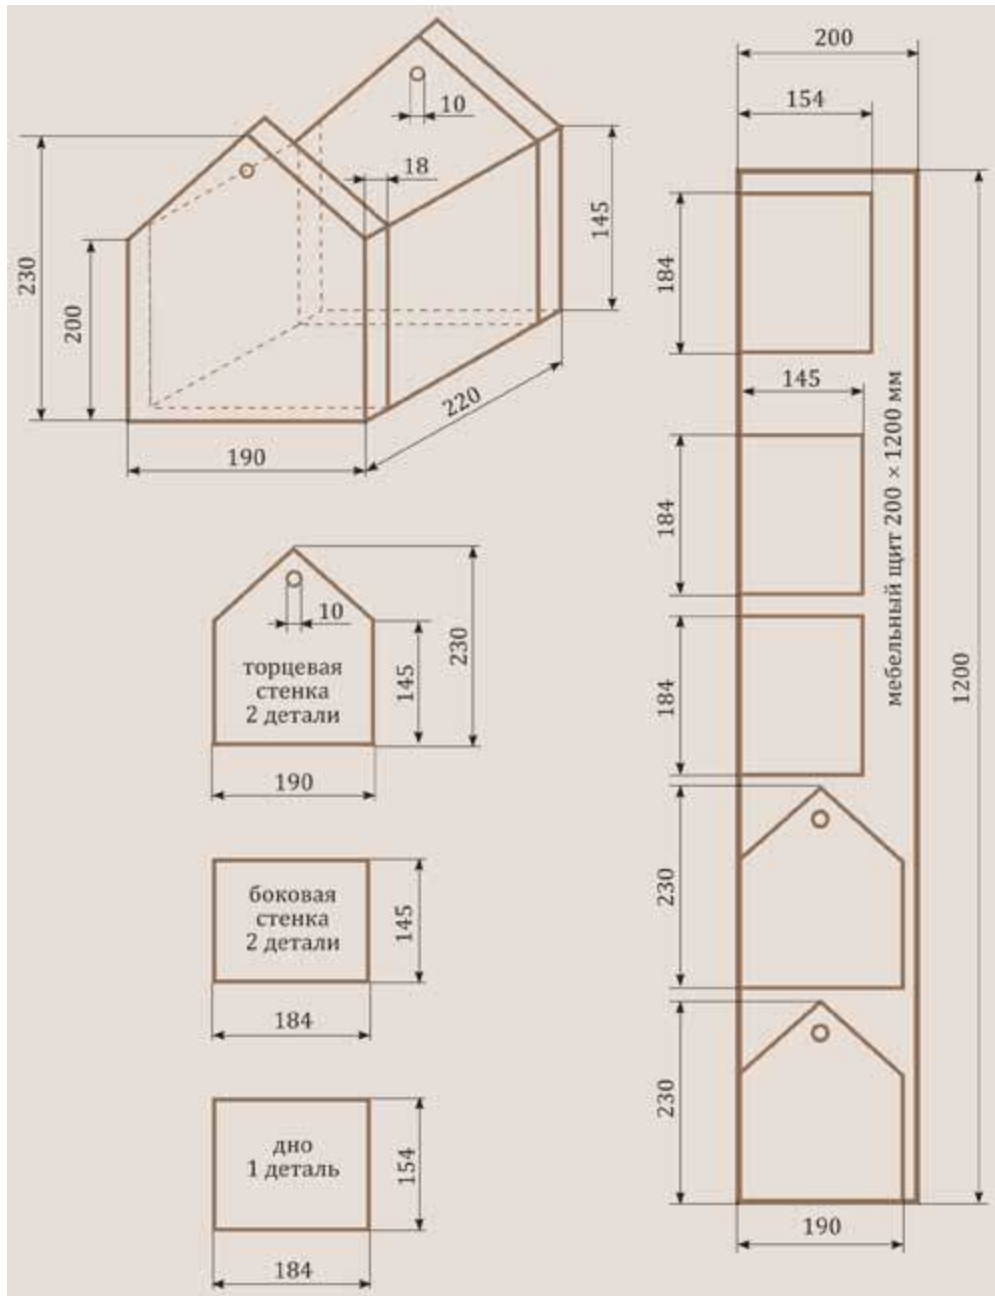 10
18
145
230
200
220
190
10
торцевая
стенка
2 детали
145
230
190
боковая
стенка
2 детали
145
184
дно
1 деталь
154
184
200
154
184
145
184
184
мебельный щит 200 × 1200 мм
1200
230
230
190